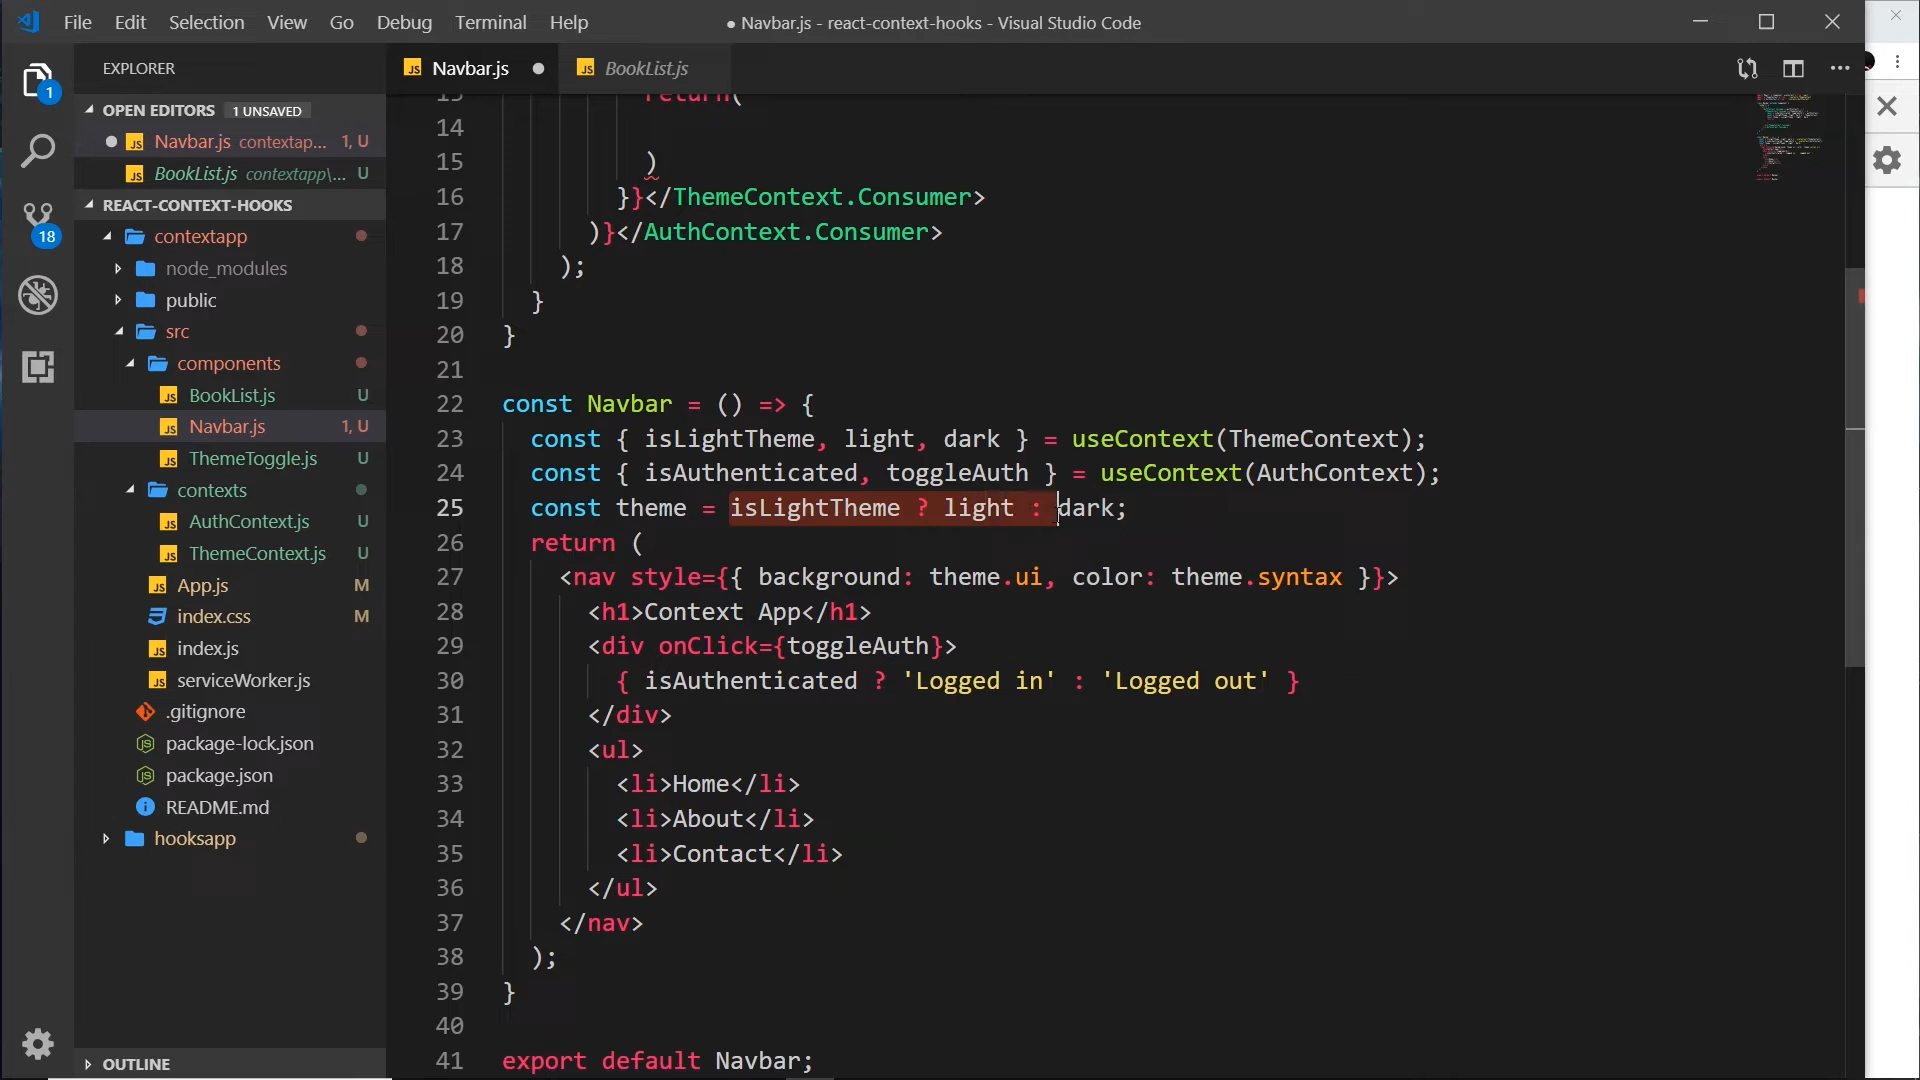 File Edit Selection View Go Debug Terminal Help
● Navbar.js - react-context-hooks - Visual Studio Code
EXPLORER
OPEN EDITORS 1 UNSAVED
Navbar.js contextap... 1, U
BookList.js contextapp\... U
REACT-CONTEXT-HOOKS
contextapp
node_modules
public
src
components
BookList.js U
Navbar.js 1, U
ThemeToggle.js U
contexts
AuthContext.js U
ThemeContext.js U
App.js M
index.css M
index.js
serviceWorker.js
.gitignore
package-lock.json
package.json
README.md
hooksapp
OUTLINE
1
18
Navbar.js
BookList.js
13 return(
14
15 )
16 }}</ThemeContext.Consumer>
17 )}</AuthContext.Consumer>
18 );
19 }
20 }
21
22 const Navbar = () => {
23 const { isLightTheme, light, dark } = useContext(ThemeContext);
24 const { isAuthenticated, toggleAuth } = useContext(AuthContext);
25 const theme = isLightTheme ? light : dark;
26 return (
27 <nav style={{ background: theme.ui, color: theme.syntax }}>
28 <h1>Context App</h1>
29 <div onClick={toggleAuth}>
30 { isAuthenticated ? 'Logged in' : 'Logged out' }
31 </div>
32 <ul>
33 <li>Home</li>
34 <li>About</li>
35 <li>Contact</li>
36 </ul>
37 </nav>
38 );
39 }
40
41 export default Navbar;